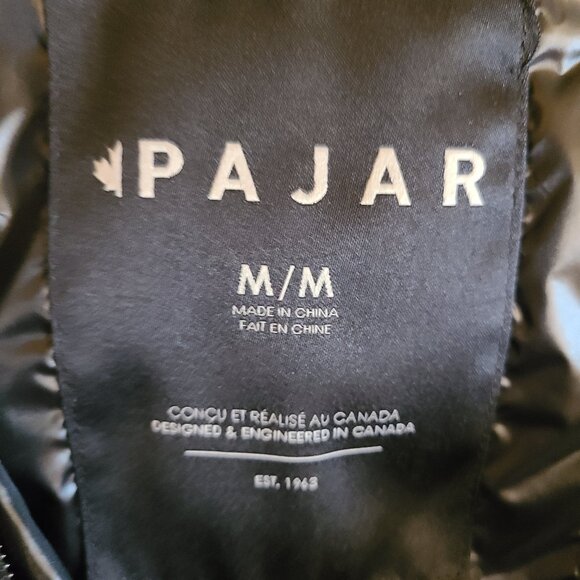 PAJAR
M/M
MADE IN CHINA
FAIT EN CHINE
CONÇU ET RÉALISÉ AU CANADA
DESIGNED & ENGINEERED IN CANADA
EST. 1963